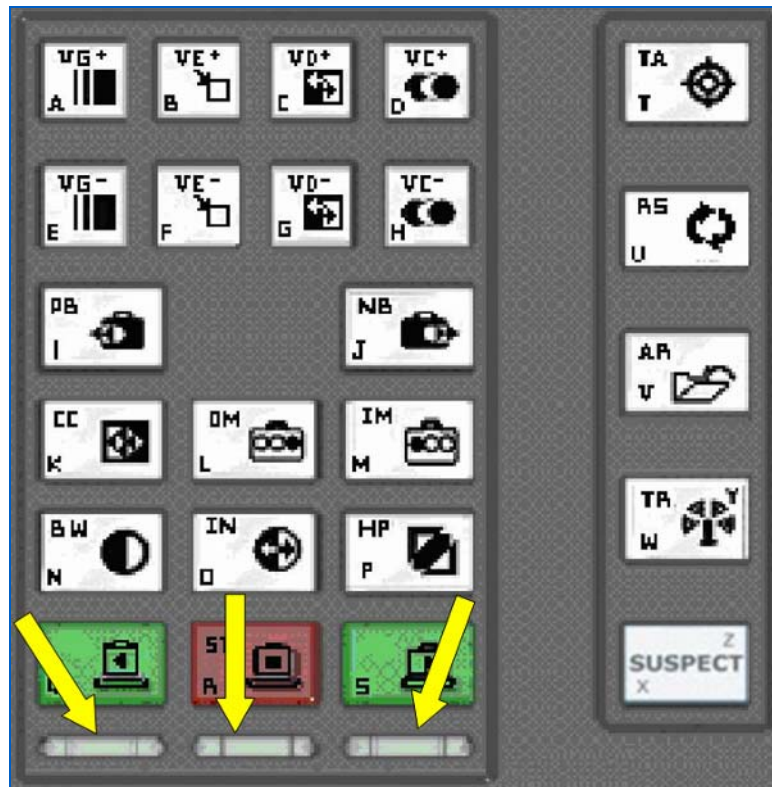 VG+ VE+ VD+ VC+
A B C D
VG- VE- VD- VC-
E F G H
PB NB
I J
CC OM IM
K L M
BW IN HP
N O P
R S
TA
T
RS
U
AR
V
TR Y
W
Z
SUSPECT
X